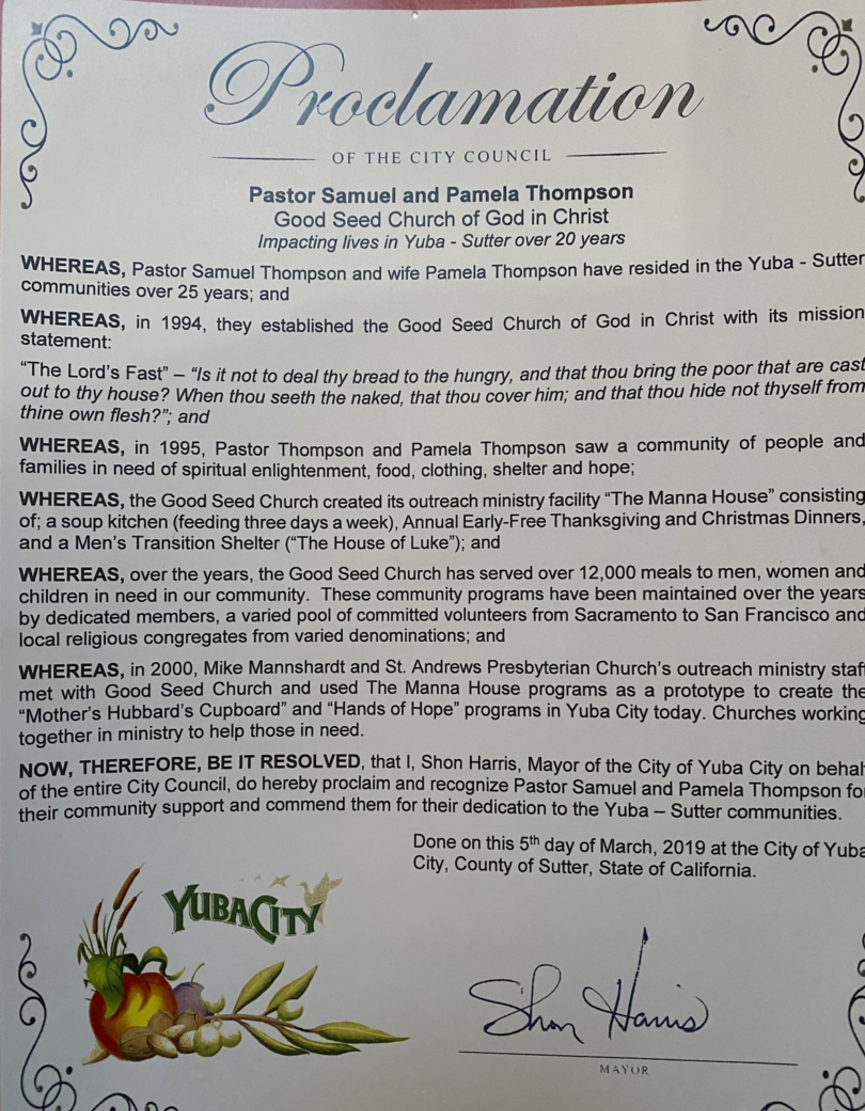 Proclamation
OF THE CITY COUNCIL
Pastor Samuel and Pamela Thompson
Good Seed Church of God in Christ
Impacting lives in Yuba - Sutter over 20 years
WHEREAS, Pastor Samuel Thompson and wife Pamela Thompson have resided in the Yuba - Sutter
communities over 25 years; and
WHEREAS, in 1994, they established the Good Seed Church of God in Christ with its mission
statement:
“The Lord's Fast” – “Is it not to deal thy bread to the hungry, and that thou bring the poor that are cast
out to thy house? When thou seeth the naked, that thou cover him; and that thou hide not thyself from
thine own flesh?”; and
WHEREAS, in 1995, Pastor Thompson and Pamela Thompson saw a community of people and
families in need of spiritual enlightenment, food, clothing, shelter and hope;
WHEREAS, the Good Seed Church created its outreach ministry facility “The Manna House” consisting
of; a soup kitchen (feeding three days a week), Annual Early-Free Thanksgiving and Christmas Dinners,
and a Men's Transition Shelter (“The House of Luke”); and
WHEREAS, over the years, the Good Seed Church has served over 12,000 meals to men, women and
children in need in our community. These community programs have been maintained over the years
by dedicated members, a varied pool of committed volunteers from Sacramento to San Francisco and
local religious congregates from varied denominations; and
WHEREAS, in 2000, Mike Mannshardt and St. Andrews Presbyterian Church's outreach ministry staf
met with Good Seed Church and used The Manna House programs as a prototype to create the
“Mother's Hubbard's Cupboard” and “Hands of Hope” programs in Yuba City today. Churches working
together in ministry to help those in need.
NOW, THEREFORE, BE IT RESOLVED, that I, Shon Harris, Mayor of the City of Yuba City on behal
of the entire City Council, do hereby proclaim and recognize Pastor Samuel and Pamela Thompson fo
their community support and commend them for their dedication to the Yuba – Sutter communities.
Done on this 5th day of March, 2019 at the City of Yuba
City, County of Sutter, State of California.
YUBA CITY
Shon Harris
MAYOR